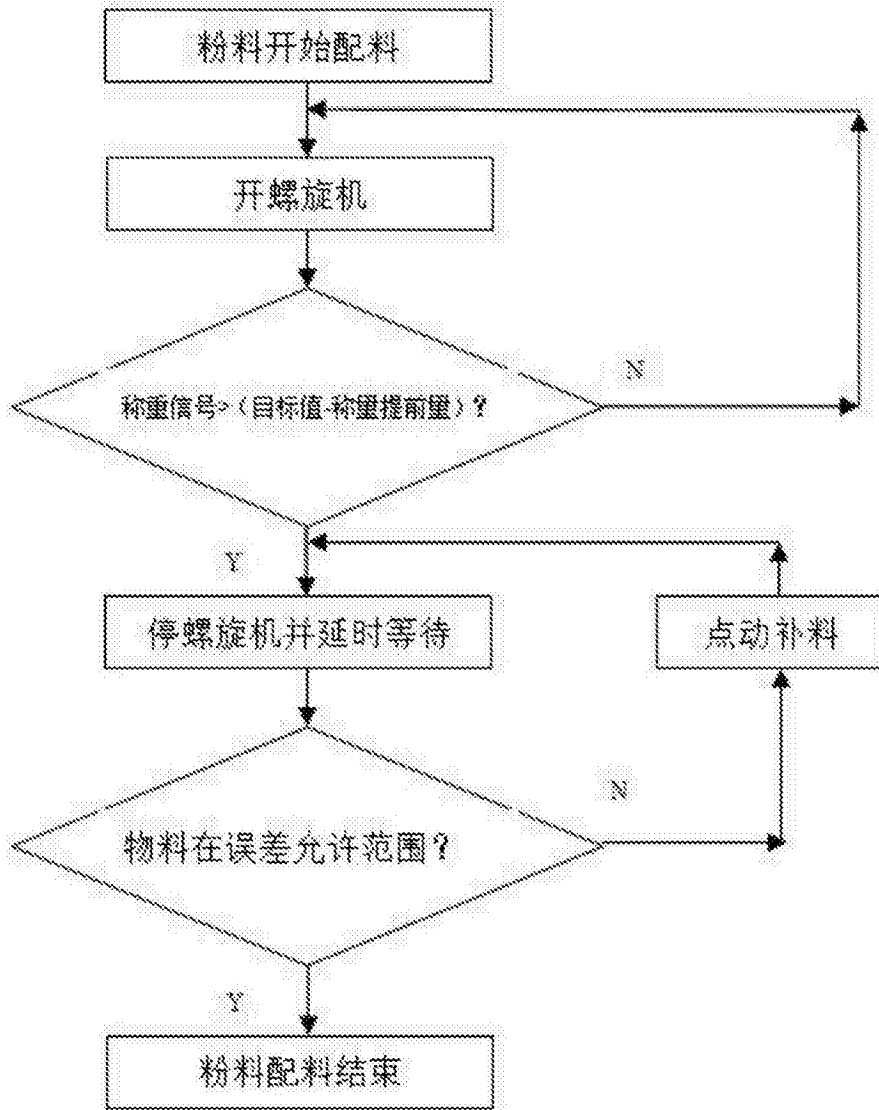 粉料开始配料
开螺旋机
称重信号>（目标值-称量提前量）？
N
Y
停螺旋机并延时等待
点动补料
物料在误差允许范围？
N
Y
粉料配料结束